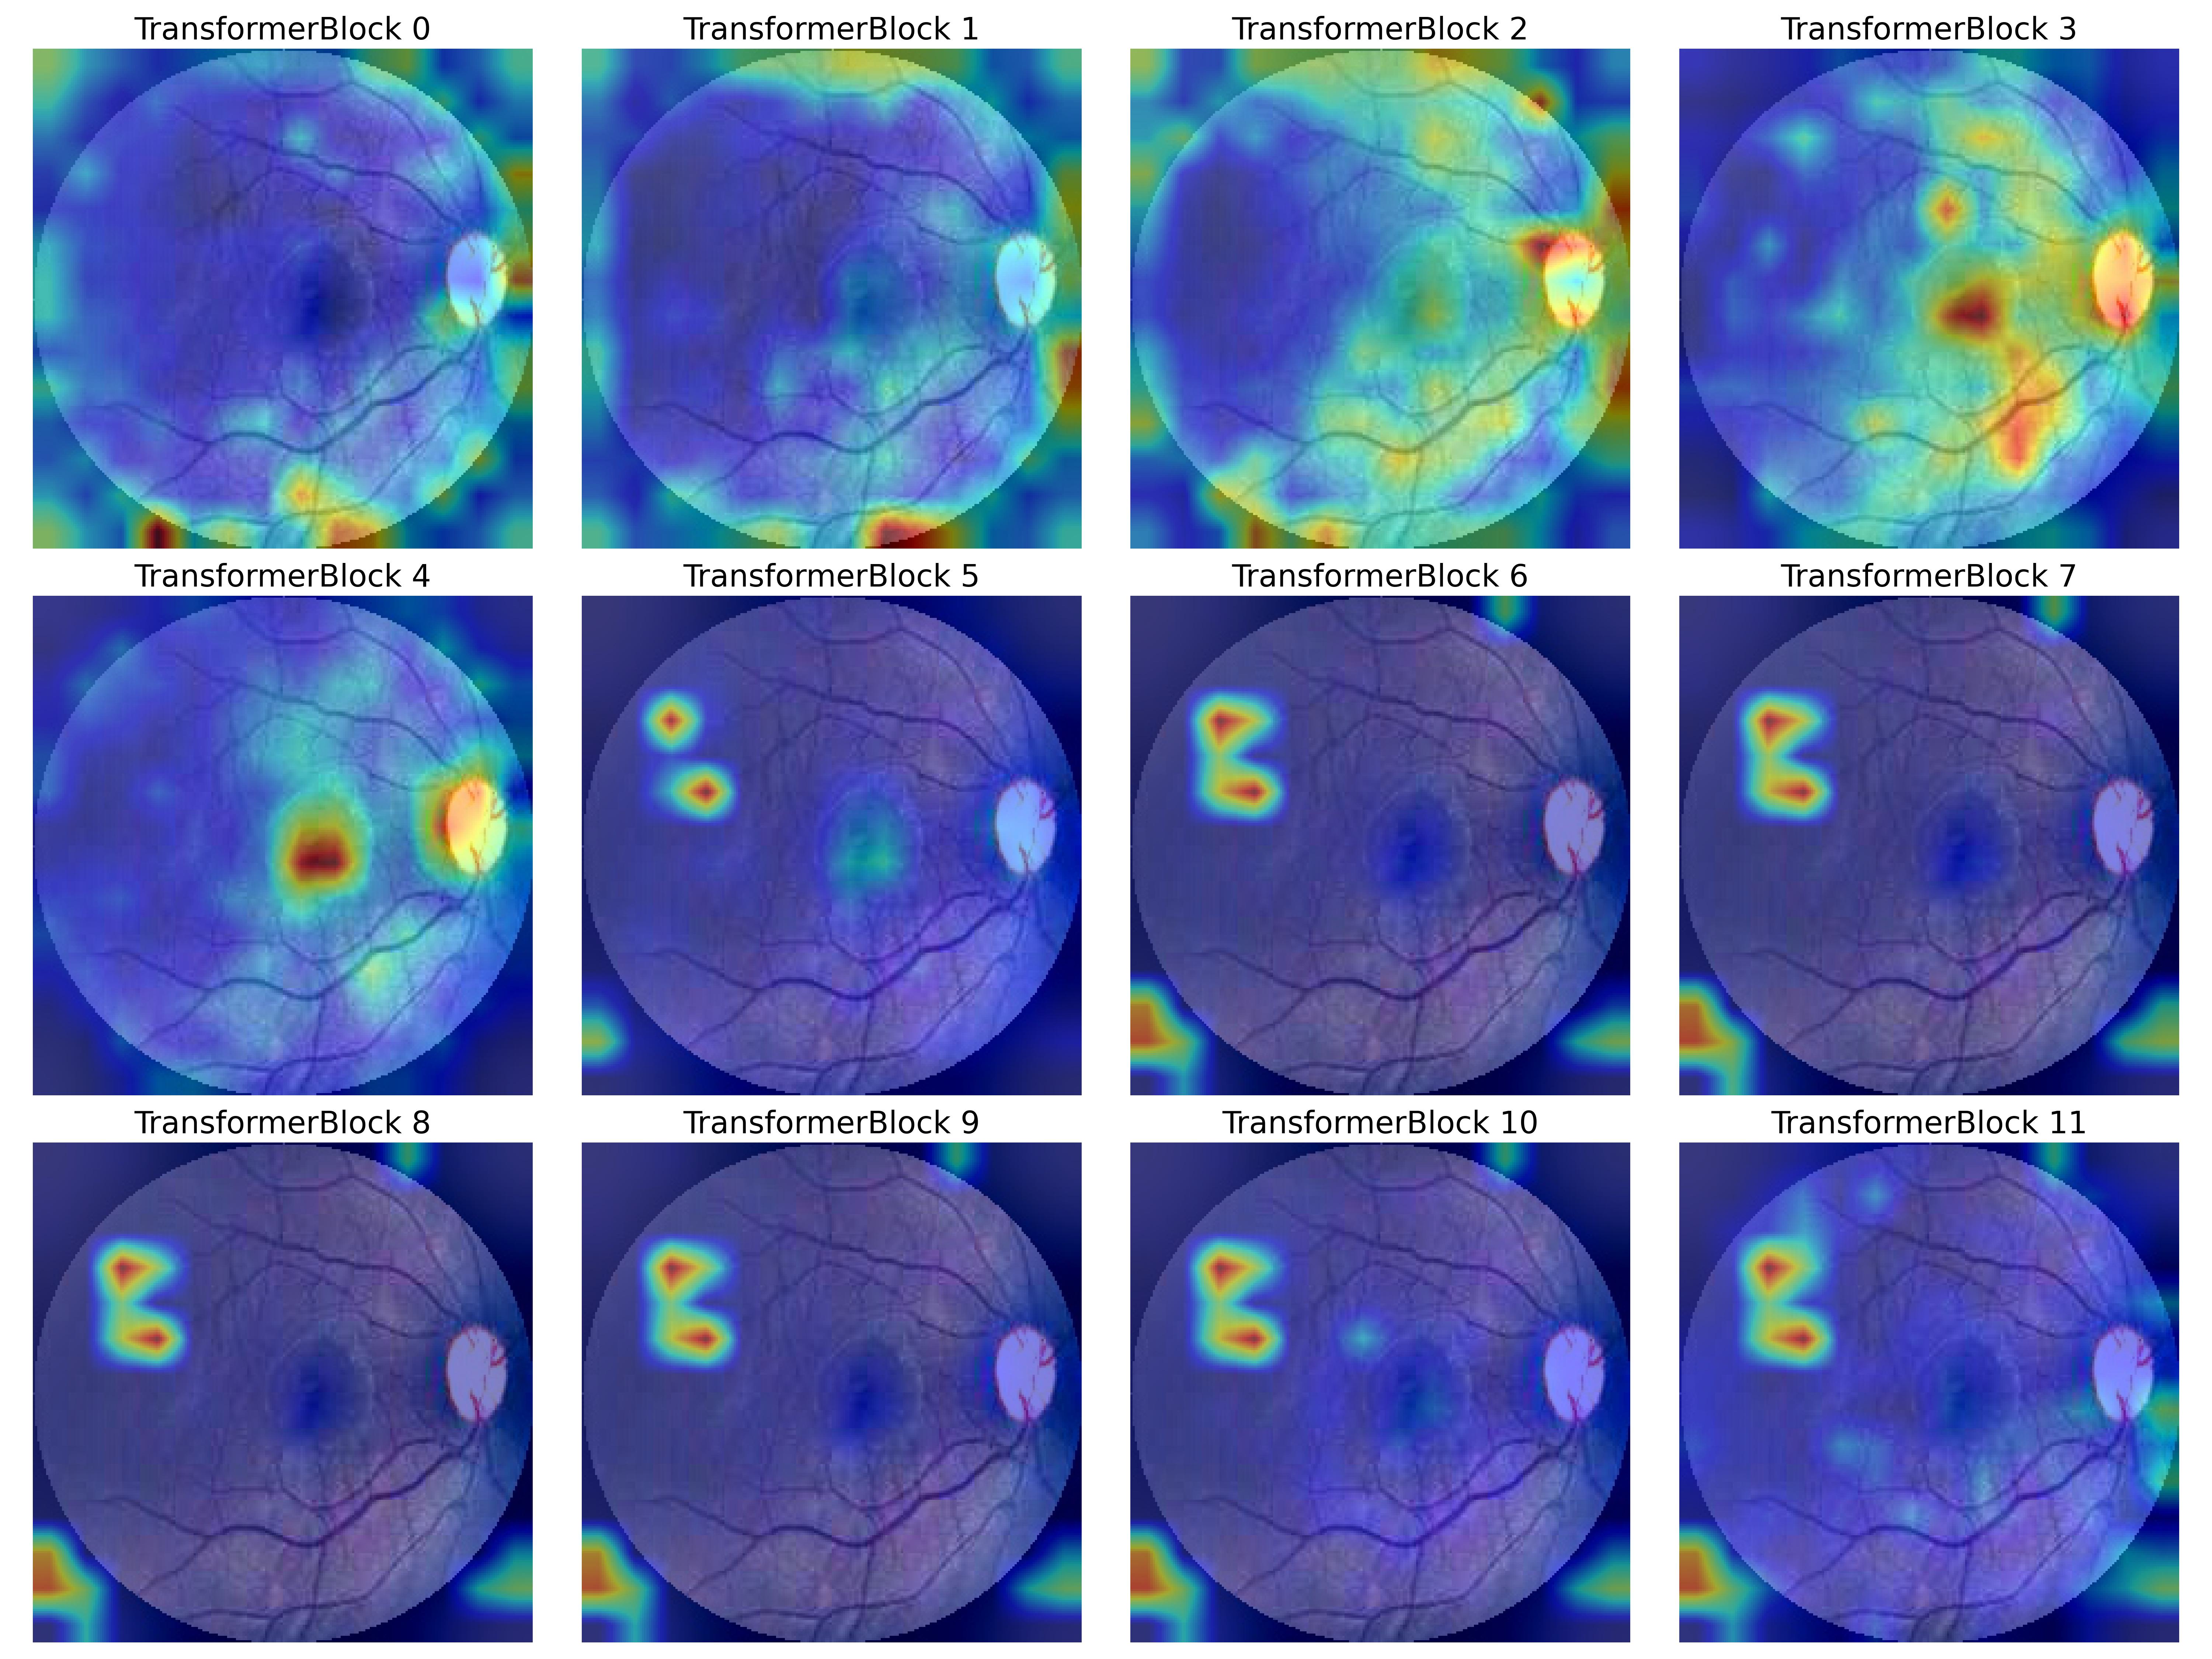 TransformerBlock 0
TransformerBlock 1
TransformerBlock 2
TransformerBlock 3
TransformerBlock 4
TransformerBlock 5
TransformerBlock 6
TransformerBlock 7
TransformerBlock 8
TransformerBlock 9
TransformerBlock 10
TransformerBlock 11